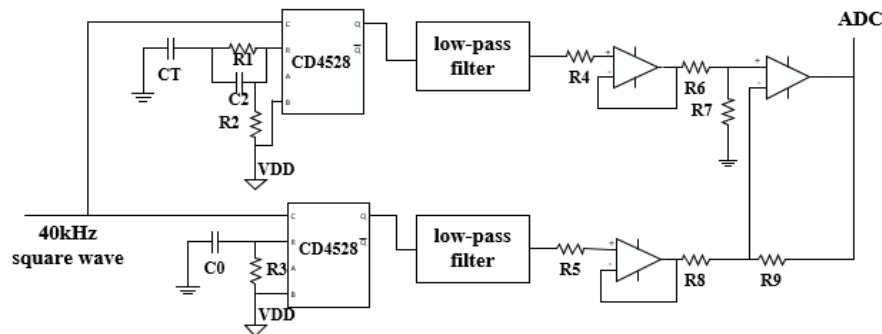 ADC
C
Q
R
Q
A
B
CD4528
R1
CT
C2
R2
VDD
low-pass
filter
R4
+
-
R6
R7
+
-
40kHz
square wave
C
Q
R
Q
A
B
CD4528
C0
R3
VDD
low-pass
filter
R5
+
-
R8
R9